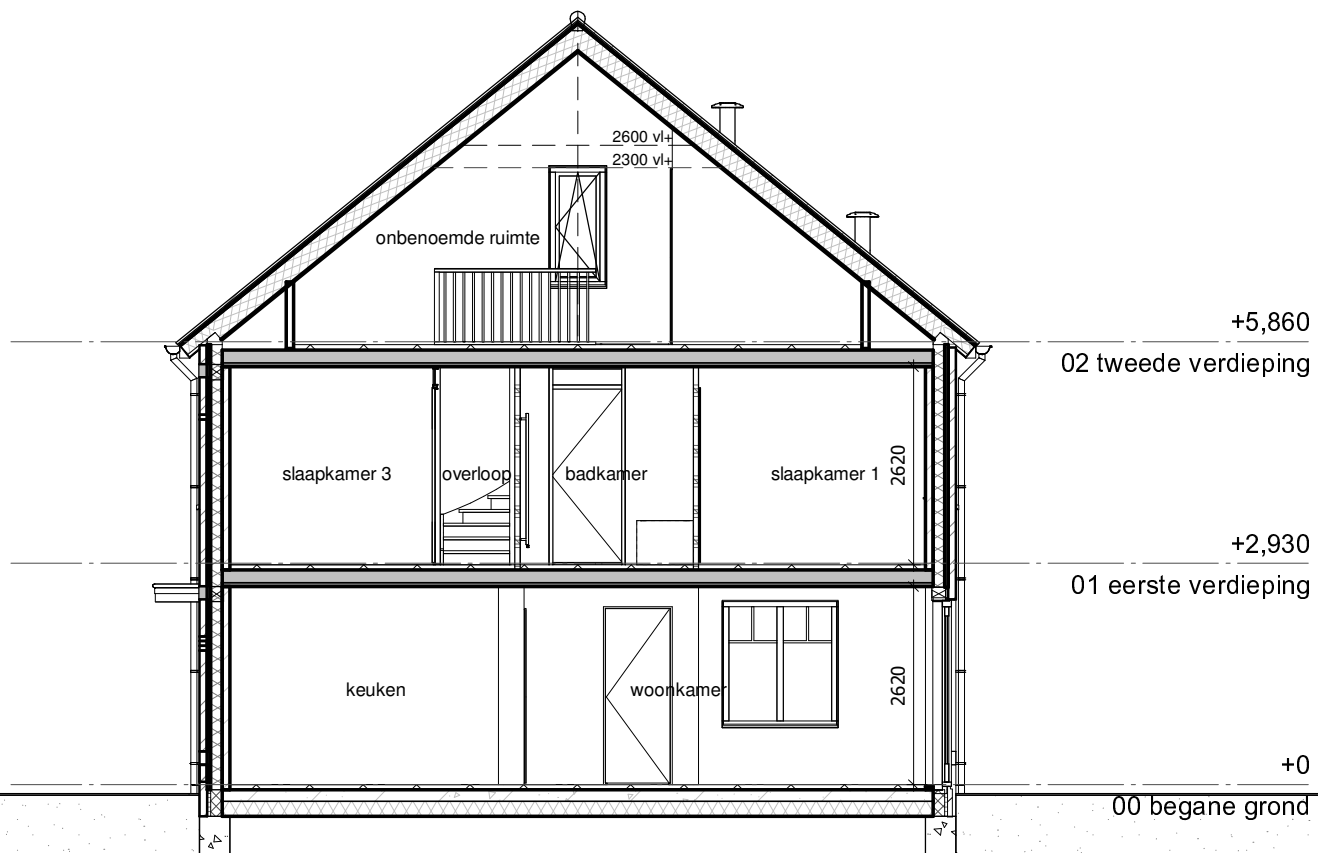 2600 vl+
2300 vl+
onbenoemde ruimte
+5,860
02 tweede verdieping
slaapkamer 3
overloop
badkamer
slaapkamer 1
2620
+2,930
01 eerste verdieping
keuken
woonkamer
2620
+0
00 begane grond